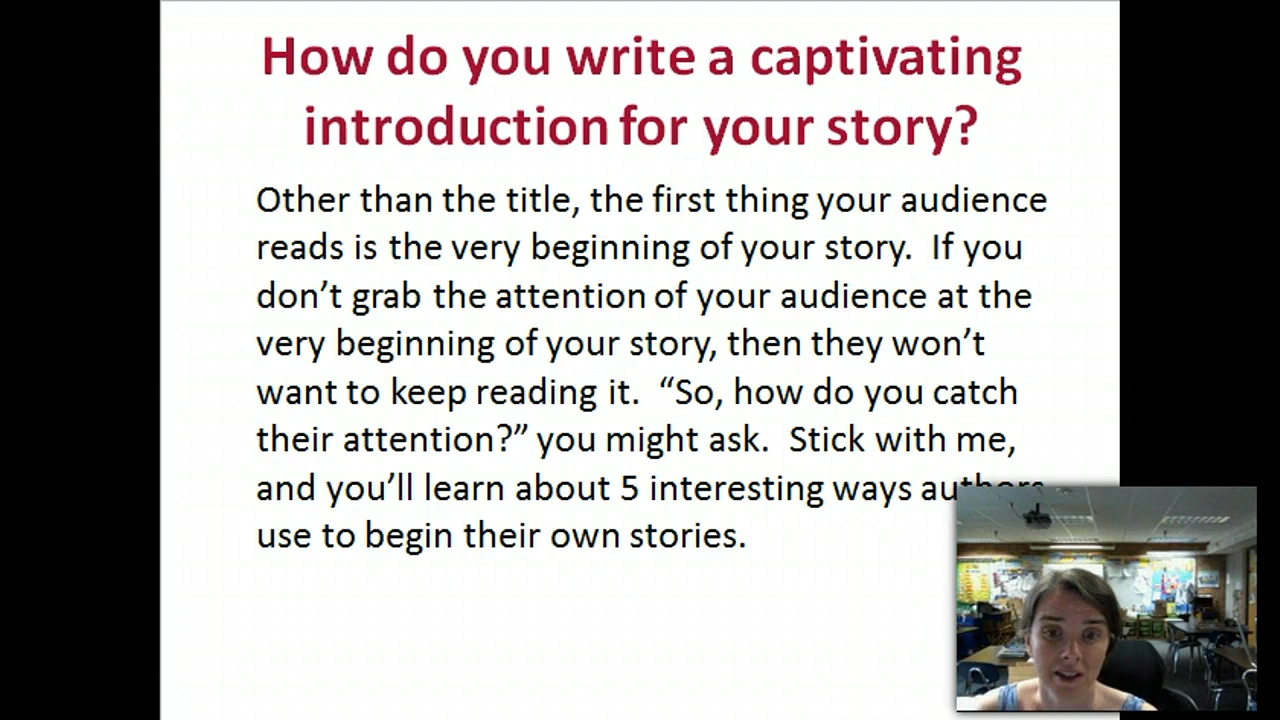 How do you write a captivating
introduction for your story?
Other than the title, the first thing your audience
reads is the very beginning of your story.  If you
don’t grab the attention of your audience at the
very beginning of your story, then they won’t
want to keep reading it.  “So, how do you catch
their attention?” you might ask.  Stick with me,
and you’ll learn about 5 interesting ways authors
use to begin their own stories.